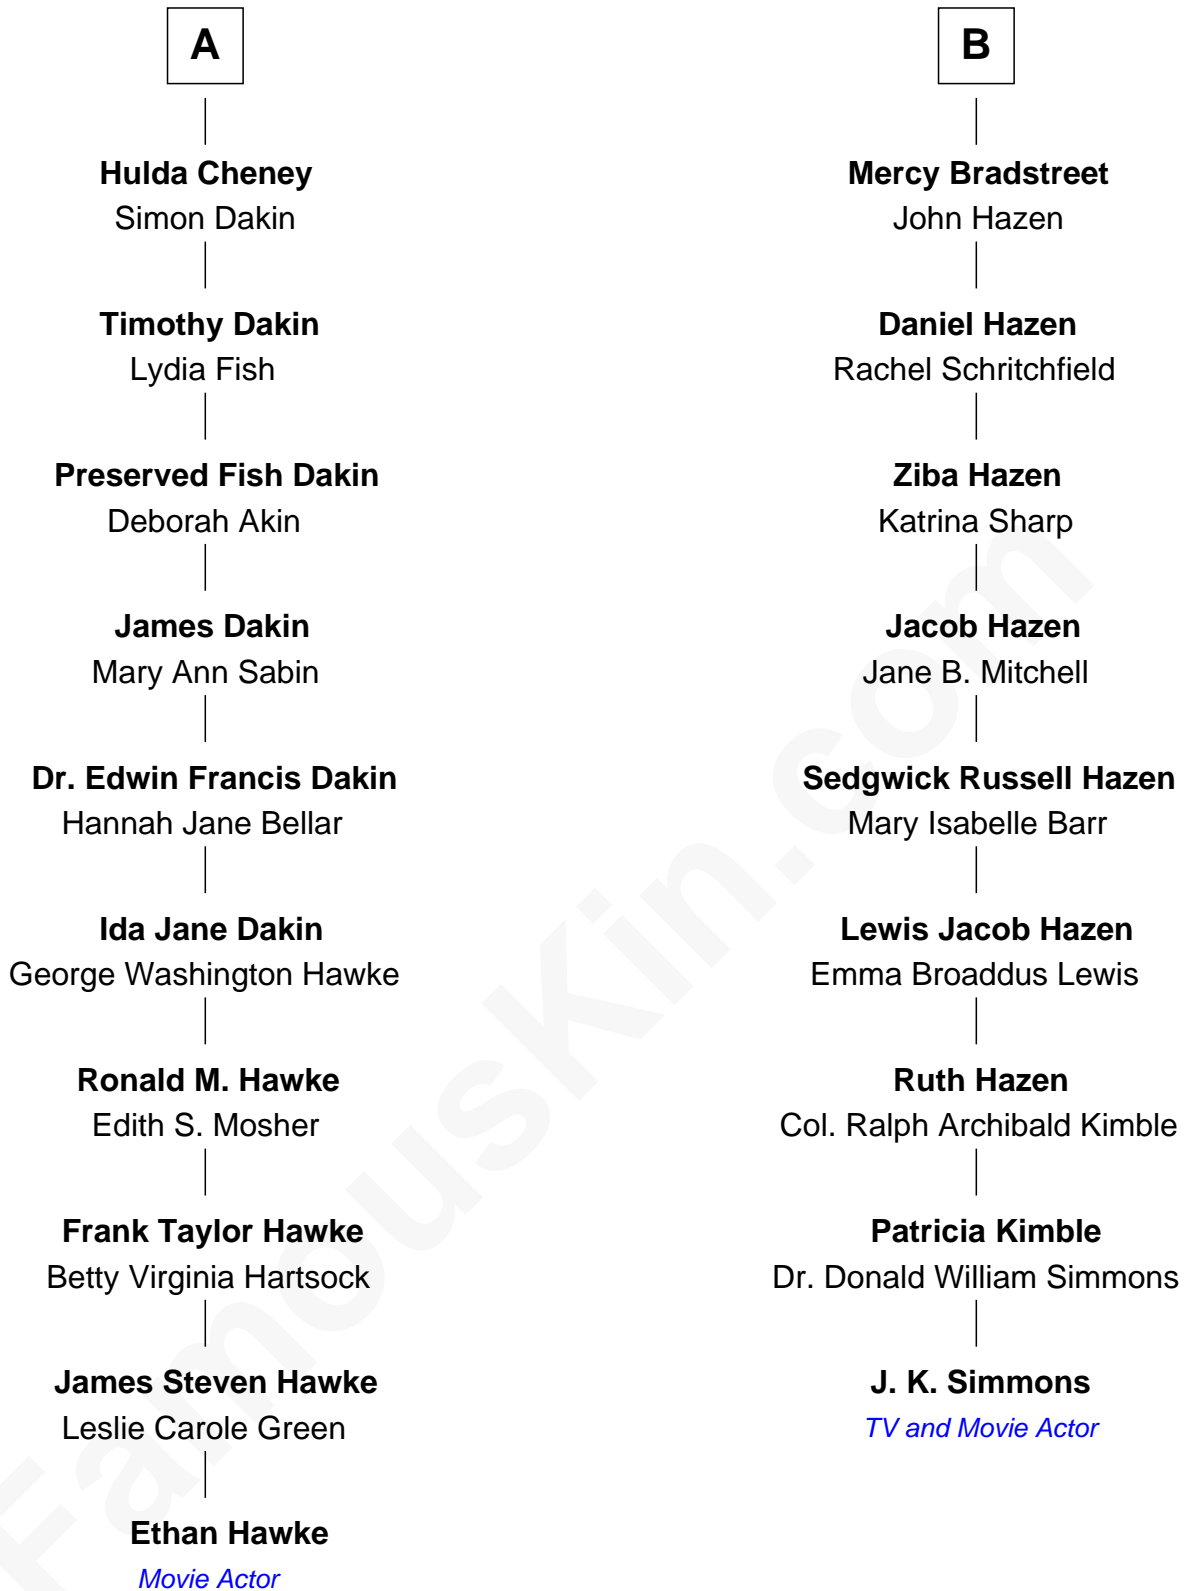 A
Hulda Cheney
Simon Dakin
Timothy Dakin
Lydia Fish
Preserved Fish Dakin
Deborah Akin
James Dakin
Mary Ann Sabin
Dr. Edwin Francis Dakin
Hannah Jane Bellar
Ida Jane Dakin
George Washington Hawke
Ronald M. Hawke
Edith S. Mosher
Frank Taylor Hawke
Betty Virginia Hartsock
James Steven Hawke
Leslie Carole Green
Ethan Hawke
Movie Actor
B
Mercy Bradstreet
John Hazen
Daniel Hazen
Rachel Schritchfield
Ziba Hazen
Katrina Sharp
Jacob Hazen
Jane B. Mitchell
Sedgwick Russell Hazen
Mary Isabelle Barr
Lewis Jacob Hazen
Emma Broaddus Lewis
Ruth Hazen
Col. Ralph Archibald Kimble
Patricia Kimble
Dr. Donald William Simmons
J. K. Simmons
TV and Movie Actor
FamousKin.com